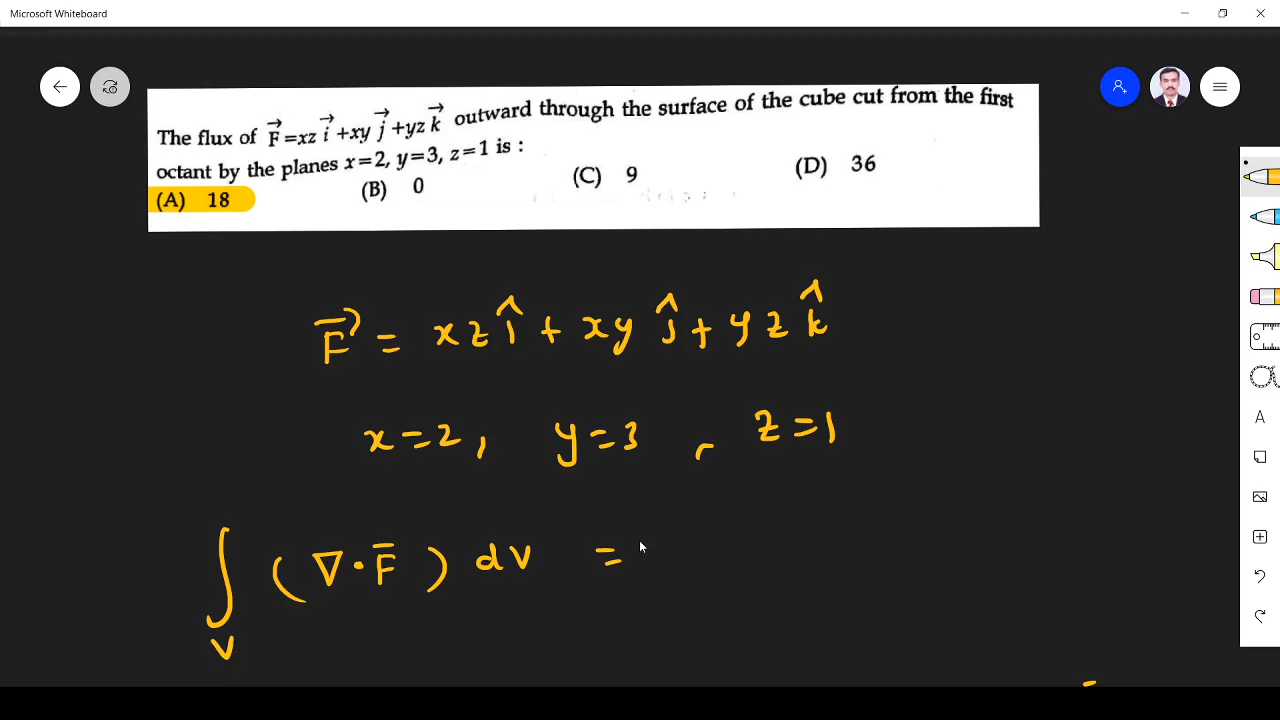 Microsoft Whiteboard
The flux of F⃗=xz i⃗ +xy j⃗ +yz k⃗ outward through the surface of the cube cut from the first
octant by the planes x=2, y=3, z=1 is :
(A) 18 (B) 0 (C) 9 (D) 36
F⃗ = xz î + xy ĵ + yz k̂
x=2, y=3, z=1
∫_V (∇·F̄) dV =
A